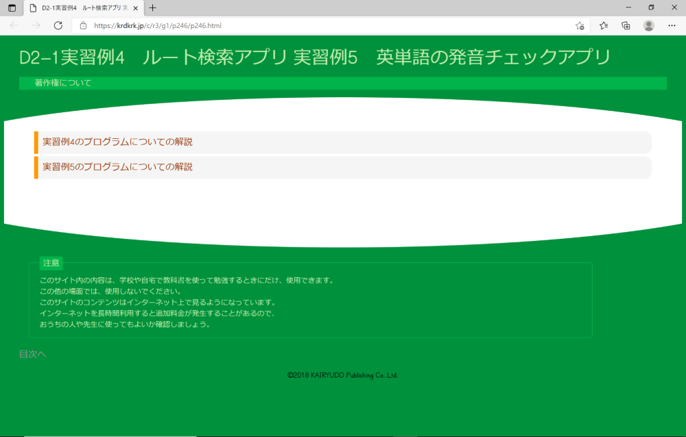 D2-1実習例4　ルート検索アプリ 実
https://krdkrk.jp/c/r3/g1/p246/p246.html
D2−1実習例4　ルート検索アプリ 実習例5　英単語の発音チェックアプリ
著作権について
実習例4のプログラムについての解説
実習例5のプログラムについての解説
注意
このサイト内の内容は、学校や自宅で教科書を使って勉強するときにだけ、使用できます。
この他の場面では、使用しないでください。
このサイトのコンテンツはインターネット上で見るようになっています。
インターネットを長時間利用すると追加料金が発生することがあるので、
おうちの人や先生に使ってもよいか確認しましょう。
目次へ
©2018 KAIRYUDO Publishing Co.,Ltd.